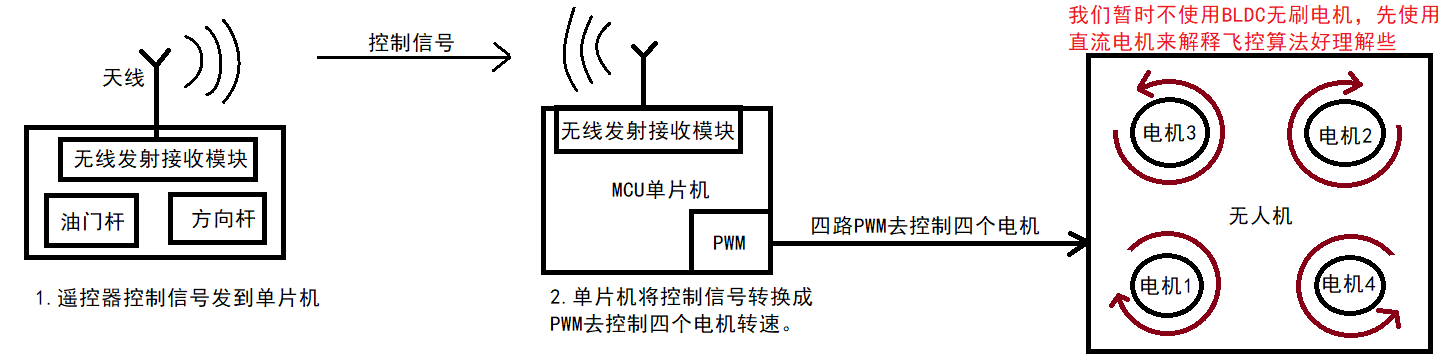 我们暂时不使用BLDC无刷电机，先使用
直流电机来解释飞控算法好理解些
天线
控制信号
无线发射接收模块
油门杆
方向杆
1.遥控器控制信号发到单片机
无线发射接收模块
MCU单片机
PWM
2.单片机将控制信号转换成
PWM去控制四个电机转速。
四路PWM去控制四个电机
电机3
电机2
无人机
电机1
电机4